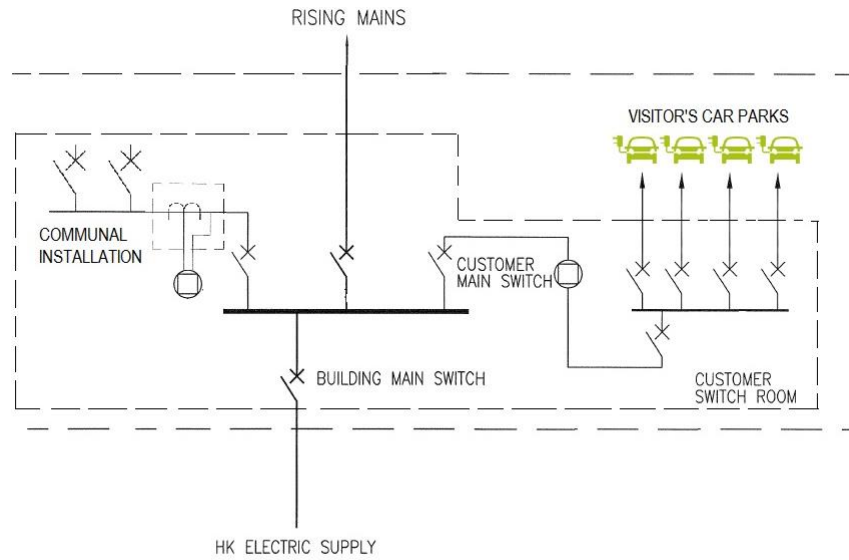 RISING MAINS
VISITOR'S CAR PARKS
COMMUNAL
INSTALLATION
CUSTOMER
MAIN SWITCH
BUILDING MAIN SWITCH
CUSTOMER
SWITCH ROOM
HK ELECTRIC SUPPLY